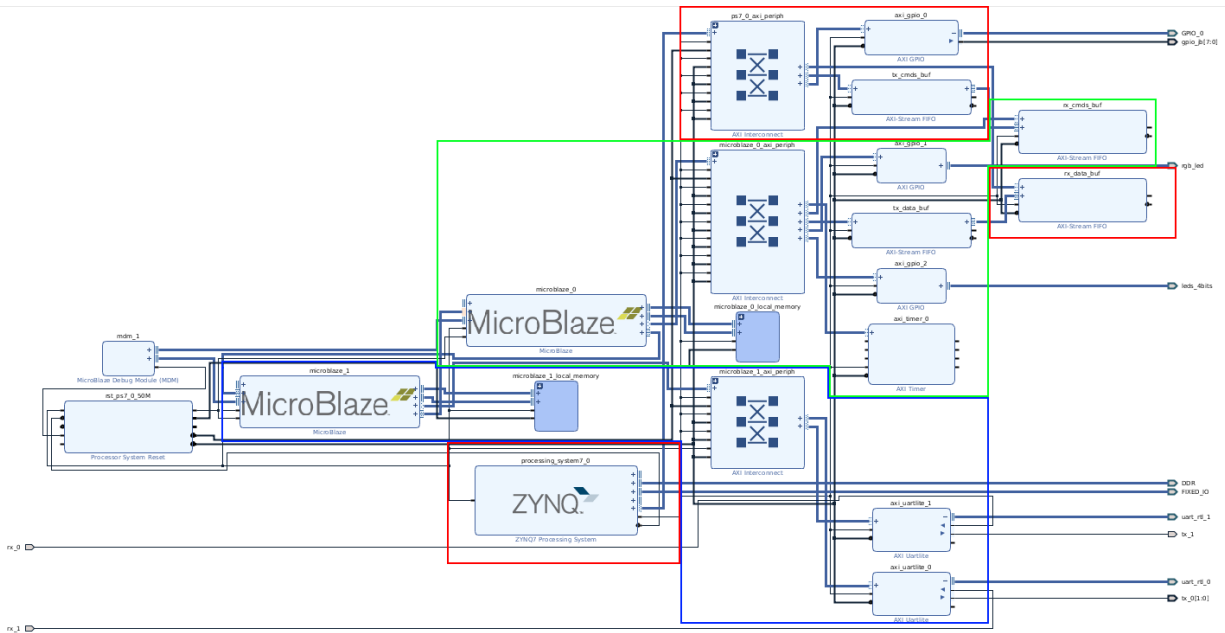 ps7_0_axi_periph
AXI Interconnect
axi_gpio_0
AXI GPIO
tx_cmds_buf
AXI-Stream FIFO
GPIO_0
gpio_jb[7:0]
rx_cmds_buf
AXI-Stream FIFO
microblaze_0_axi_periph
AXI Interconnect
axi_gpio_1
AXI GPIO
rgb_led
rx_data_buf
AXI-Stream FIFO
tx_data_buf
AXI-Stream FIFO
axi_gpio_2
AXI GPIO
leds_4bits
microblaze_0
MicroBlaze
MicroBlaze
microblaze_0_local_memory
axi_timer_0
AXI Timer
mdm_1
MicroBlaze Debug Module (MDM)
microblaze_1
MicroBlaze
MicroBlaze
microblaze_1_local_memory
microblaze_1_axi_periph
AXI Interconnect
rst_ps7_0_50M
Processor System Reset
processing_system7_0
ZYNQ
ZYNQ7 Processing System
DDR
FIXED_IO
axi_uartlite_1
AXI Uartlite
uart_rtl_1
tx_1
rx_0
axi_uartlite_0
AXI Uartlite
uart_rtl_0
tx_0[1:0]
rx_1